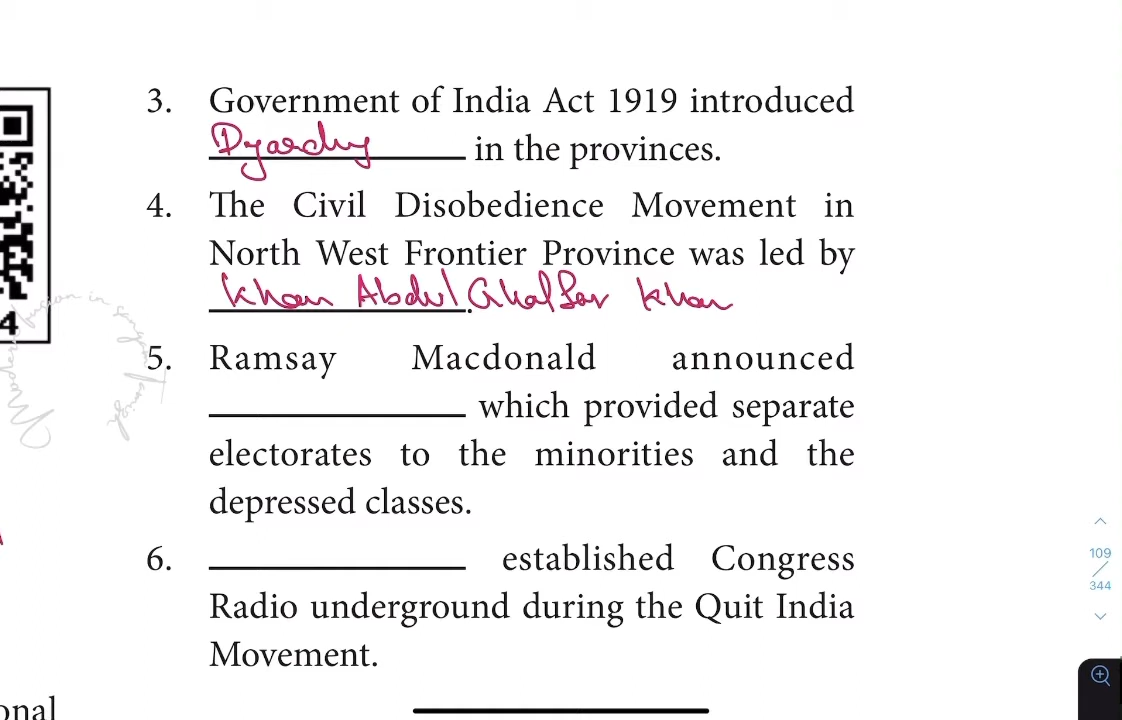 3. Government of India Act 1919 introduced
Dyarchy in the provinces.
4. The Civil Disobedience Movement in
North West Frontier Province was led by
Khan Abdul Ghaffar Khan.
5. Ramsay Macdonald announced
____________ which provided separate
electorates to the minorities and the
depressed classes.
6. ____________ established Congress
Radio underground during the Quit India
Movement.
4
109
344
onal